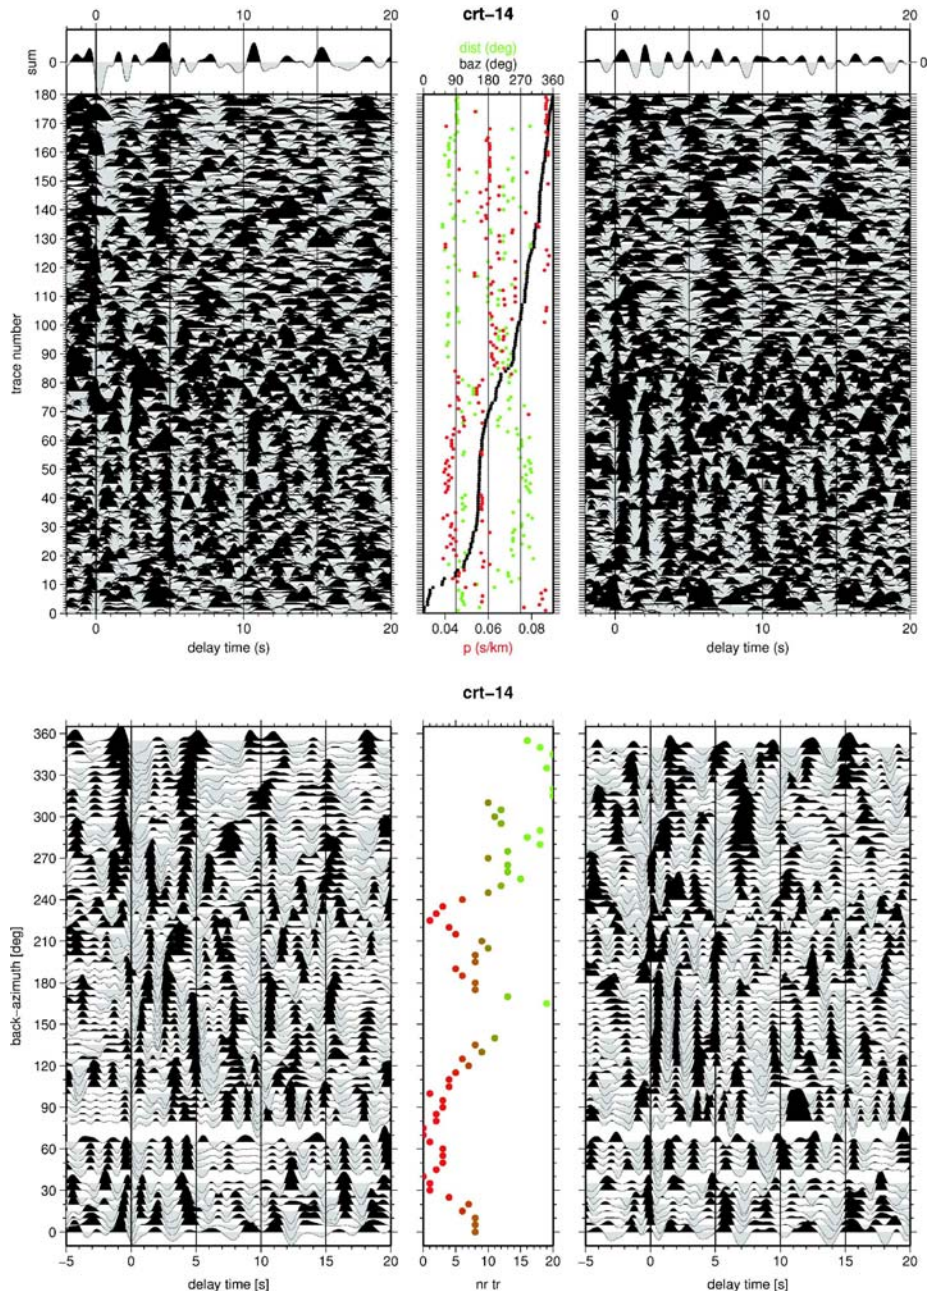 crt-14
0 10 20
dist (deg)
baz (deg)
0 90 180 270 360
0 10 20
sum
0
0
180
170
160
150
140
130
120
110
100
90
80
70
60
50
40
30
20
10
0
trace number
0 10 20
delay time (s)
0.04 0.06 0.08
p (s/km)
0 10 20
delay time (s)
crt-14
360
330
300
270
240
210
180
150
120
90
60
30
0
back-azimuth [deg]
-5 0 5 10 15 20
delay time [s]
0 5 10 15 20
nr tr
-5 0 5 10 15 20
delay time [s]